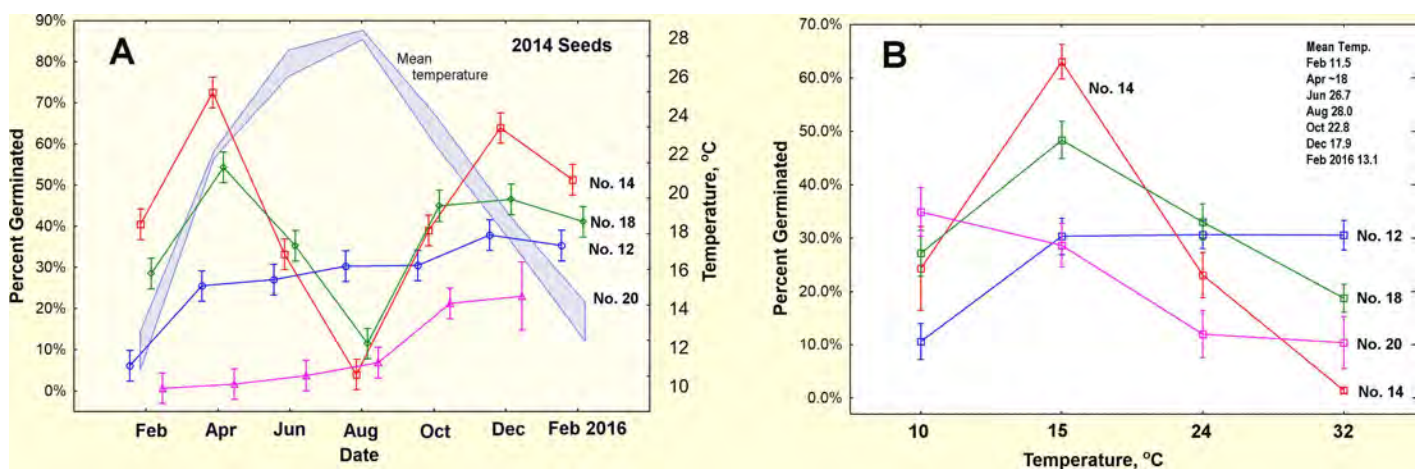 A
2014 Seeds
Mean
temperature
No. 14
No. 18
No. 12
No. 20
90%
80%
70%
60%
50%
40%
30%
20%
10%
0%
Percent Germinated
28
26
24
22
20
18
16
14
12
10
Temperature, ºC
Feb
Apr
Jun
Aug
Oct
Dec
Feb 2016
Date
B
No. 14
Mean Temp.
Feb 11.5
Apr ~18
Jun 26.7
Aug 28.0
Oct 22.8
Dec 17.9
Feb 2016 13.1
No. 12
No. 18
No. 20
No. 14
70.0%
60.0%
50.0%
40.0%
30.0%
20.0%
10.0%
0.0%
Percent Germinated
10
15
24
32
Temperature, ºC